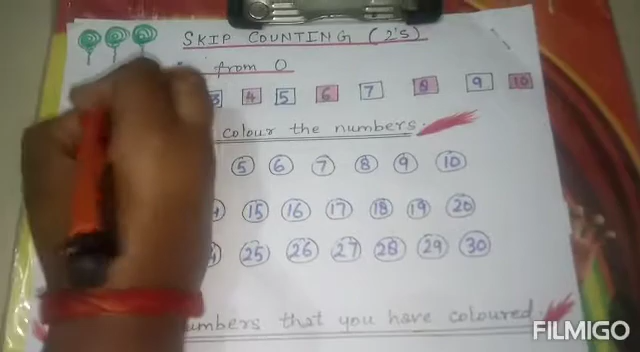 SKIP COUNTING (2'S)
from 0
3 4 5 6 7 8 9 10
colour the numbers.
5 6 7 8 9 10
15 16 17 18 19 20
25 26 27 28 29 30
numbers that you have coloured.
FILMIGO